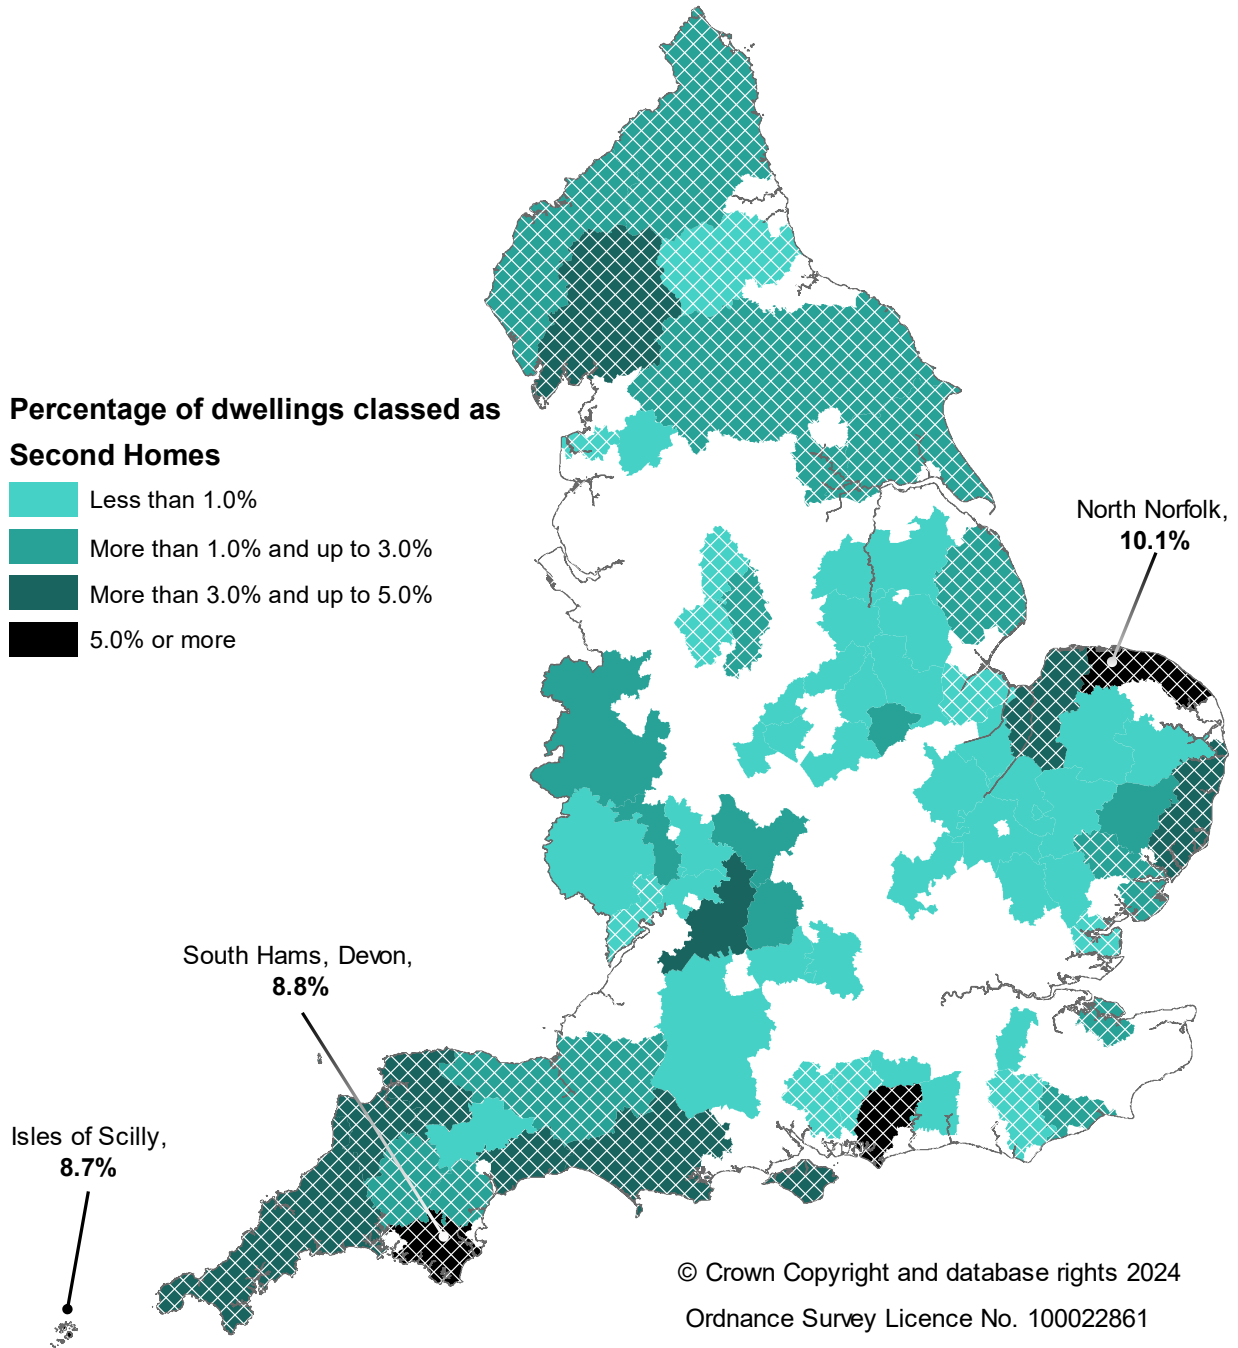 Percentage of dwellings classed as
Second Homes
Less than 1.0%
More than 1.0% and up to 3.0%
More than 3.0% and up to 5.0%
5.0% or more
North Norfolk,
10.1%
South Hams, Devon,
8.8%
Isles of Scilly,
8.7%
© Crown Copyright and database rights 2024
Ordnance Survey Licence No. 100022861